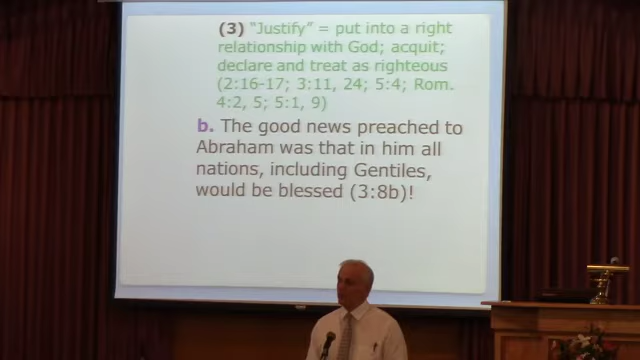 (3) "Justify" = put into a right
relationship with God; acquit;
declare and treat as righteous
(2:16-17; 3:11, 24; 5:4; Rom.
4:2, 5; 5:1, 9)
b. The good news preached to
Abraham was that in him all
nations, including Gentiles,
would be blessed (3:8b)!